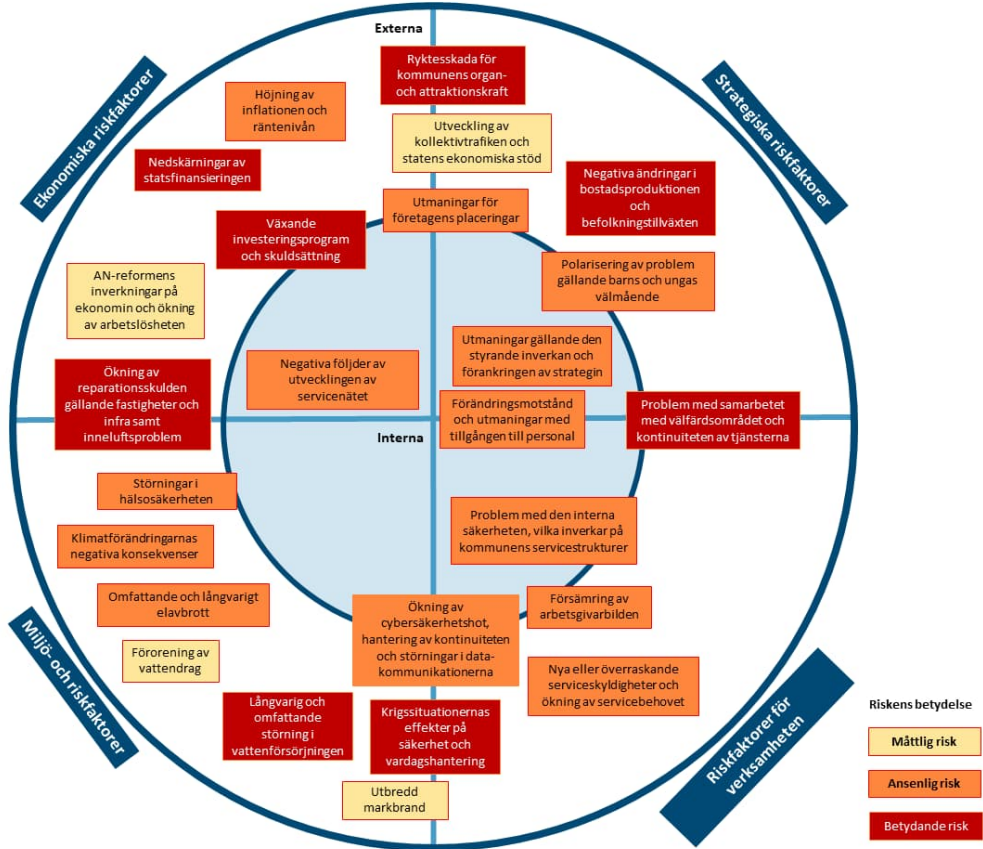 Externa
Ekonomiska riskfaktorer
Strategiska riskfaktorer
Ryktesskada för
kommunens organ-
och attraktionskraft
Höjning av
inflationen och
räntenivån
Utveckling av
kollektivtrafiken och
statens ekonomiska stöd
Nedskärningar av
statsfinansieringen
Negativa ändringar i
bostadsproduktionen
och
befolkningstillväxten
Utmaningar för
företagens placeringar
Växande
investeringsprogram
och skuldsättning
Polarisering av problem
gällande barns och ungas
välmående
AN-reformens
inverkningar på
ekonomin och ökning
av arbetslösheten
Utmaningar gällande den
styrande inverkan och
förankringen av strategin
Negativa följder av
utvecklingen av
servicenätet
Ökning av
reparationsskulden
gällande fastigheter och
infra samt
inneluftsproblem
Förändringsmotstånd
och utmaningar med
tillgången till personal
Problem med samarbetet
med välfärdsområdet och
kontinuiteten av tjänsterna
Interna
Störningar i
hälsosäkerheten
Problem med den interna
säkerheten, vilka inverkar på
kommunens servicestrukturer
Klimatförändringarnas
negativa konsekvenser
Omfattande och långvarigt
elavbrott
Försämring av
arbetsgivarbilden
Ökning av
cybersäkerhetshot,
hantering av kontinuiteten
och störningar i data-
kommunikationerna
Förorening av
vattendrag
Nya eller överraskande
serviceskyldigheter och
ökning av servicebehovet
Långvarig och
omfattande
störning i
vattenförsörjningen
Krigssituationernas
effekter på
säkerhet och
vardagshantering
Utbredd
markbrand
Miljö- och riskfaktorer
Riskfaktorer för
verksamheten
Riskens betydelse
Måttlig risk
Ansenlig risk
Betydande risk